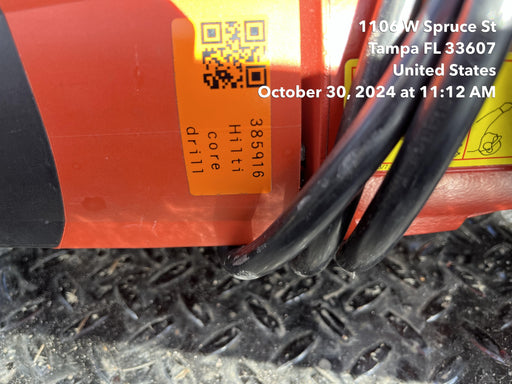 1106 W Spruce St
Tampa FL 33607
United States
October 30, 2024 at 11:12 AM
385916
Hilti
core
drill